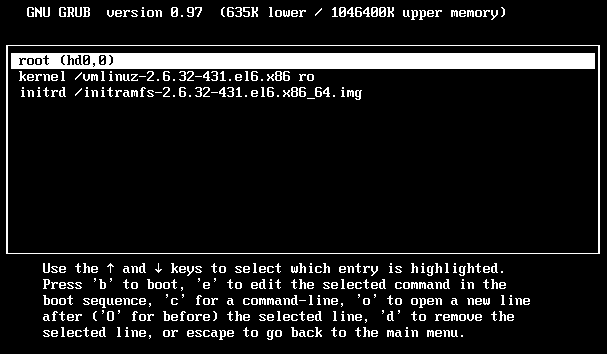 GNU GRUB  version 0.97  (635K lower / 1046400K upper memory)
root (hd0,0)
kernel /vmlinuz-2.6.32-431.el6.x86 ro
initrd /initramfs-2.6.32-431.el6.x86_64.img
Use the ↑ and ↓ keys to select which entry is highlighted.
Press 'b' to boot, 'e' to edit the selected command in the
boot sequence, 'c' for a command-line, 'o' to open a new line
after ('O' for before) the selected line, 'd' to remove the
selected line, or escape to go back to the main menu.